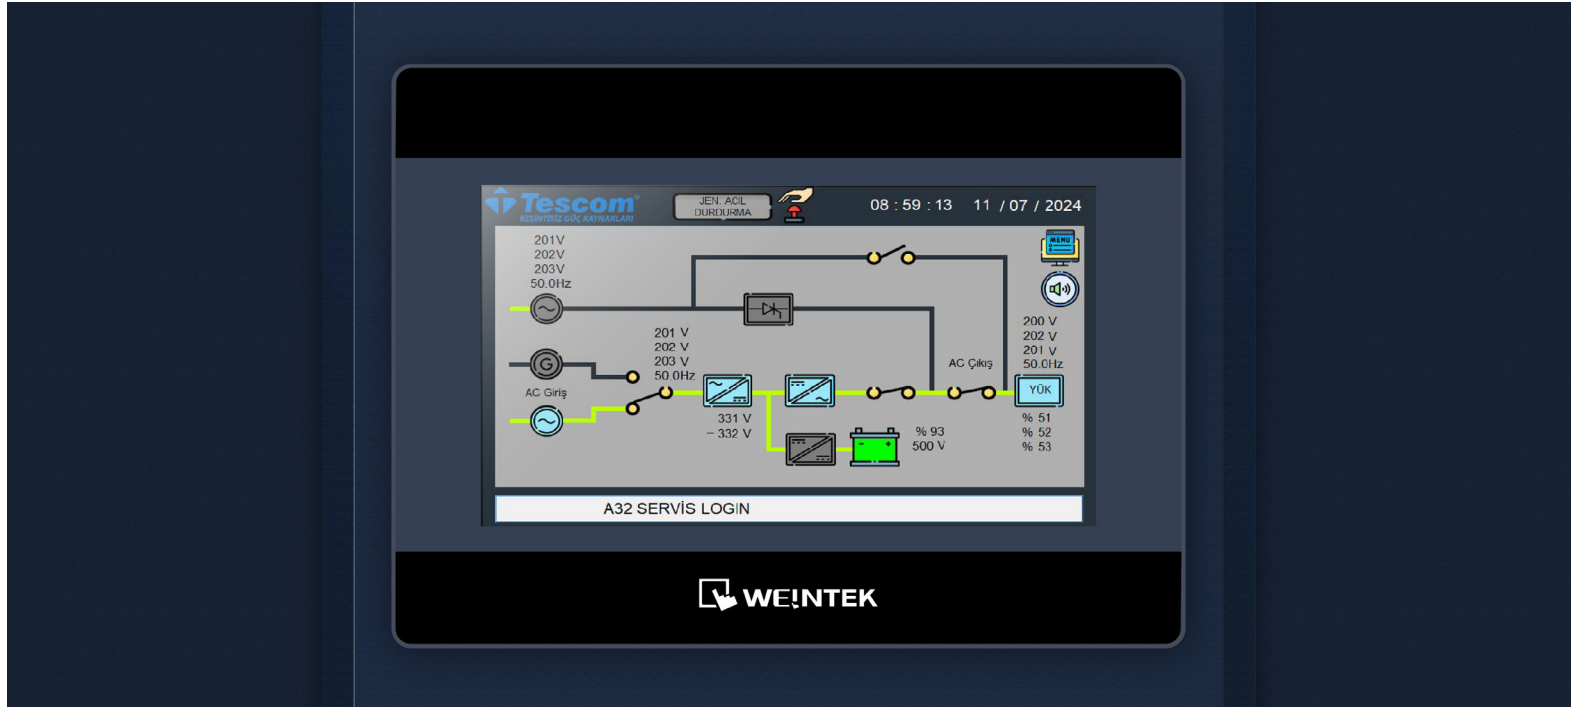 Tescom®
KESİNTİSİZ GÜÇ KAYNAKLARI
JEN. ACIL
DURDURMA
08 : 59 : 13 11 / 07 / 2024
MENU
201V
202V
203V
50.0Hz
201 V
202 V
203 V
50.0Hz
G
AC Giriş
331 V
– 332 V
% 93
500 V
AC Çıkış
200 V
202 V
201 V
50.0Hz
YÜK
% 51
% 52
% 53
A32 SERVİS LOGIN
WE!NTEK